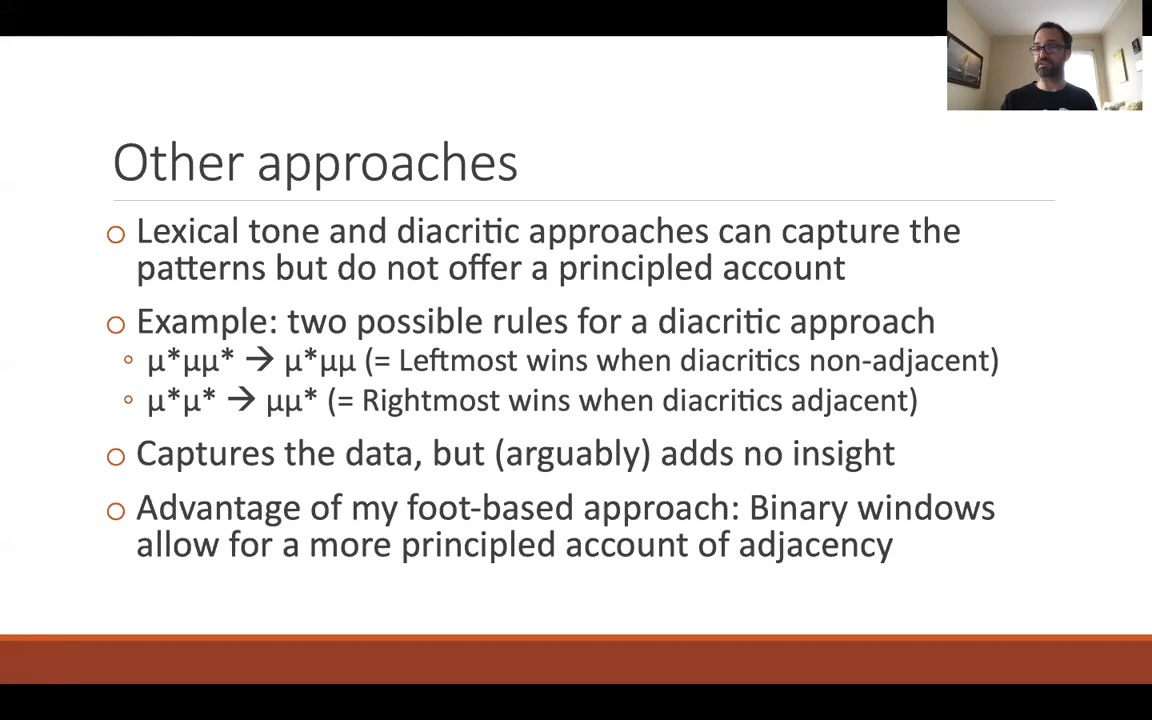 Other approaches
Lexical tone and diacritic approaches can capture the
patterns but do not offer a principled account
Example: two possible rules for a diacritic approach
μ*μμ* → μ*μμ (= Leftmost wins when diacritics non-adjacent)
μ*μ* → μμ* (= Rightmost wins when diacritics adjacent)
Captures the data, but (arguably) adds no insight
Advantage of my foot-based approach: Binary windows
allow for a more principled account of adjacency